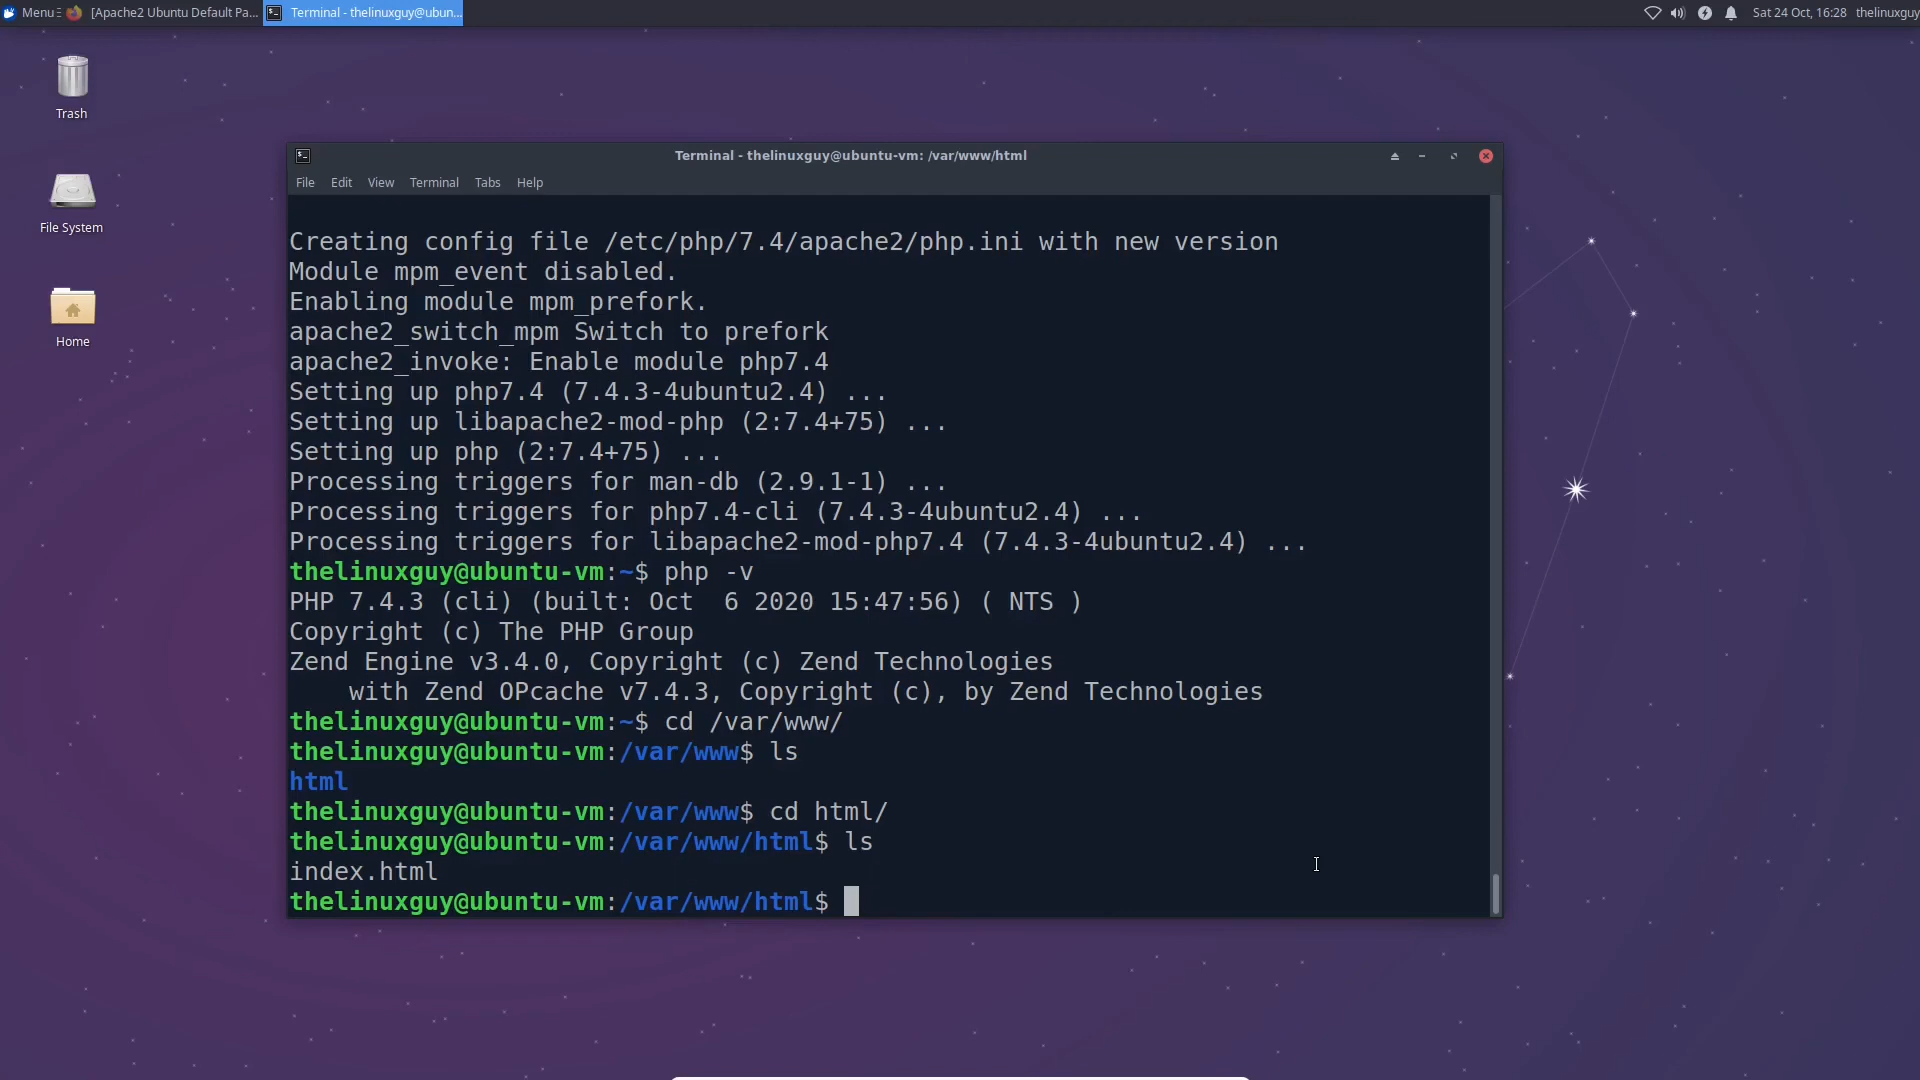 Menu [Apache2 Ubuntu Default Pa... Terminal - thelinuxguy@ubun... Sat 24 Oct, 16:28 thelinuxguy
Trash
File System
Home
Terminal - thelinuxguy@ubuntu-vm: /var/www/html
File Edit View Terminal Tabs Help
Creating config file /etc/php/7.4/apache2/php.ini with new version
Module mpm_event disabled.
Enabling module mpm_prefork.
apache2_switch_mpm Switch to prefork
apache2_invoke: Enable module php7.4
Setting up php7.4 (7.4.3-4ubuntu2.4) ...
Setting up libapache2-mod-php (2:7.4+75) ...
Setting up php (2:7.4+75) ...
Processing triggers for man-db (2.9.1-1) ...
Processing triggers for php7.4-cli (7.4.3-4ubuntu2.4) ...
Processing triggers for libapache2-mod-php7.4 (7.4.3-4ubuntu2.4) ...
thelinuxguy@ubuntu-vm:~$ php -v
PHP 7.4.3 (cli) (built: Oct  6 2020 15:47:56) ( NTS )
Copyright (c) The PHP Group
Zend Engine v3.4.0, Copyright (c) Zend Technologies
    with Zend OPcache v7.4.3, Copyright (c), by Zend Technologies
thelinuxguy@ubuntu-vm:~$ cd /var/www/
thelinuxguy@ubuntu-vm:/var/www$ ls
html
thelinuxguy@ubuntu-vm:/var/www$ cd html/
thelinuxguy@ubuntu-vm:/var/www/html$ ls
index.html
thelinuxguy@ubuntu-vm:/var/www/html$